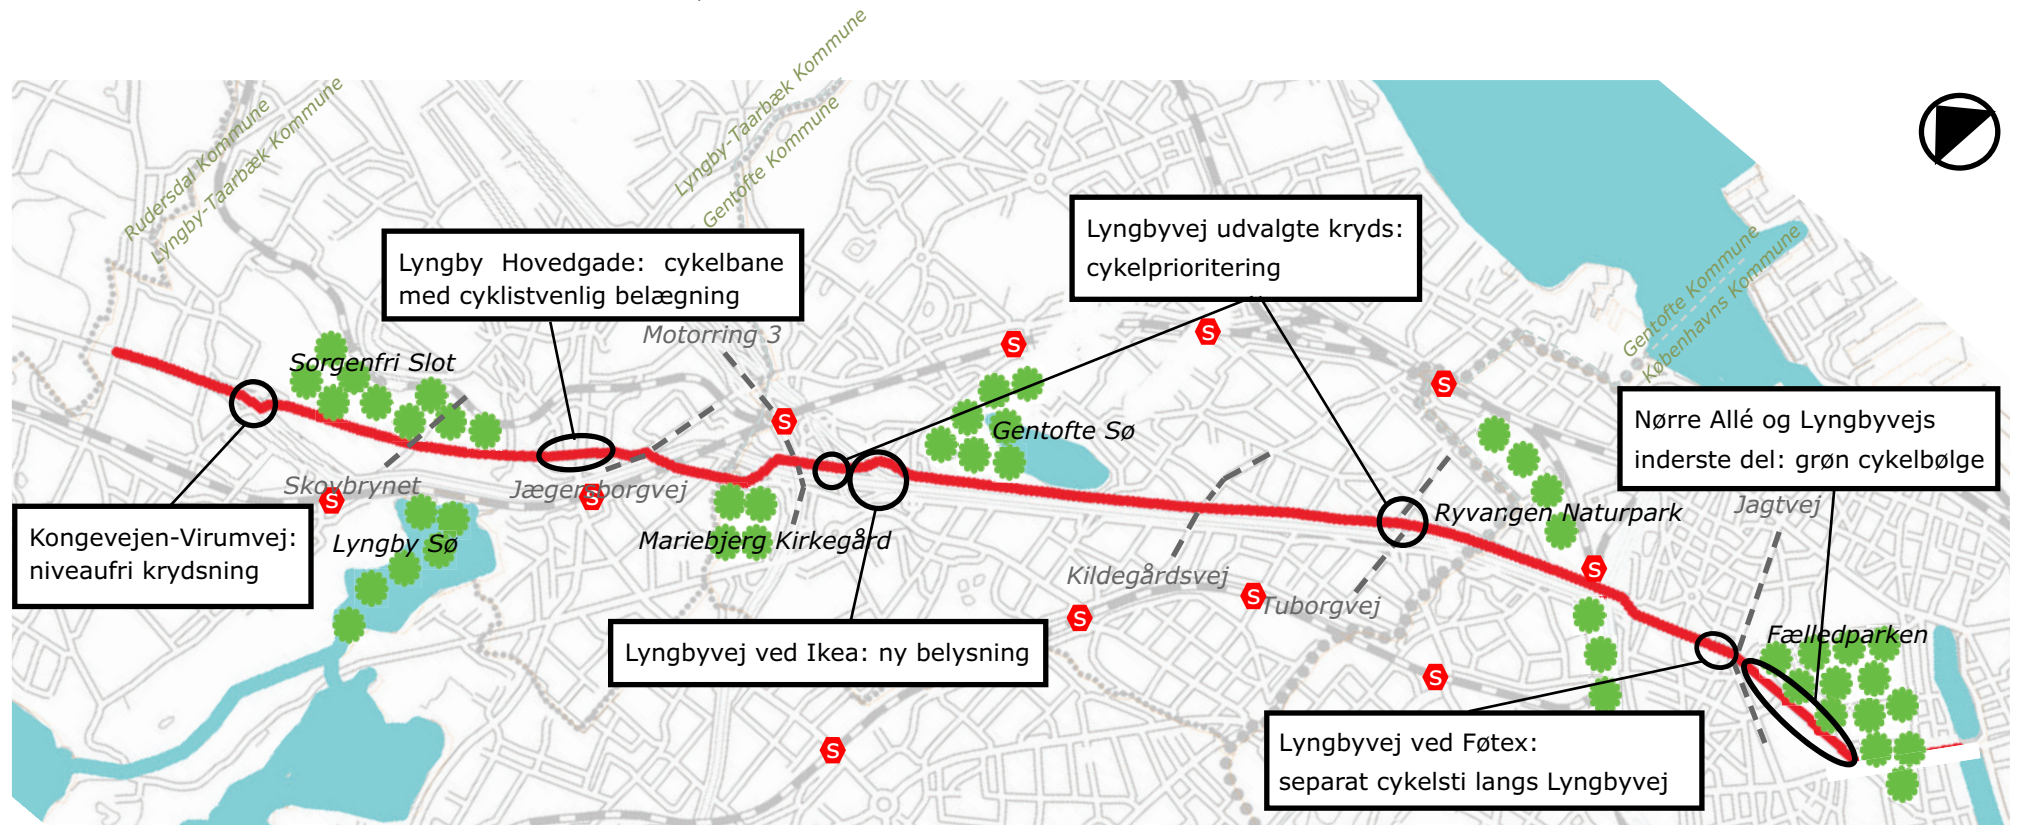 Rudersdal Kommune
Lyngby-Taarbæk Kommune
Lyngby-Taarbæk Kommune
Gentofte Kommune
Gentofte Kommune
Københavns Kommune
Lyngbyvej udvalgte kryds:
cykelprioritering
Lyngby Hovedgade: cykelbane
med cyklistvenlig belægning
Motorring 3
Sorgenfri Slot
S
S
S
S
S
Gentofte Sø
Nørre Allé og Lyngbyvejs
inderste del: grøn cykelbølge
Skovbrynet
S
Jægersborgvej
S
Jagtvej
Ryvangen Naturpark
Kongevejen-Virumvej:
niveaufri krydsning
Lyngby Sø
Mariebjerg Kirkegård
Kildegårdsvej
S
S
Tuborgvej
S
Lyngbyvej ved Ikea: ny belysning
Fælledparken
S
S
Lyngbyvej ved Føtex:
separat cykelsti langs Lyngbyvej